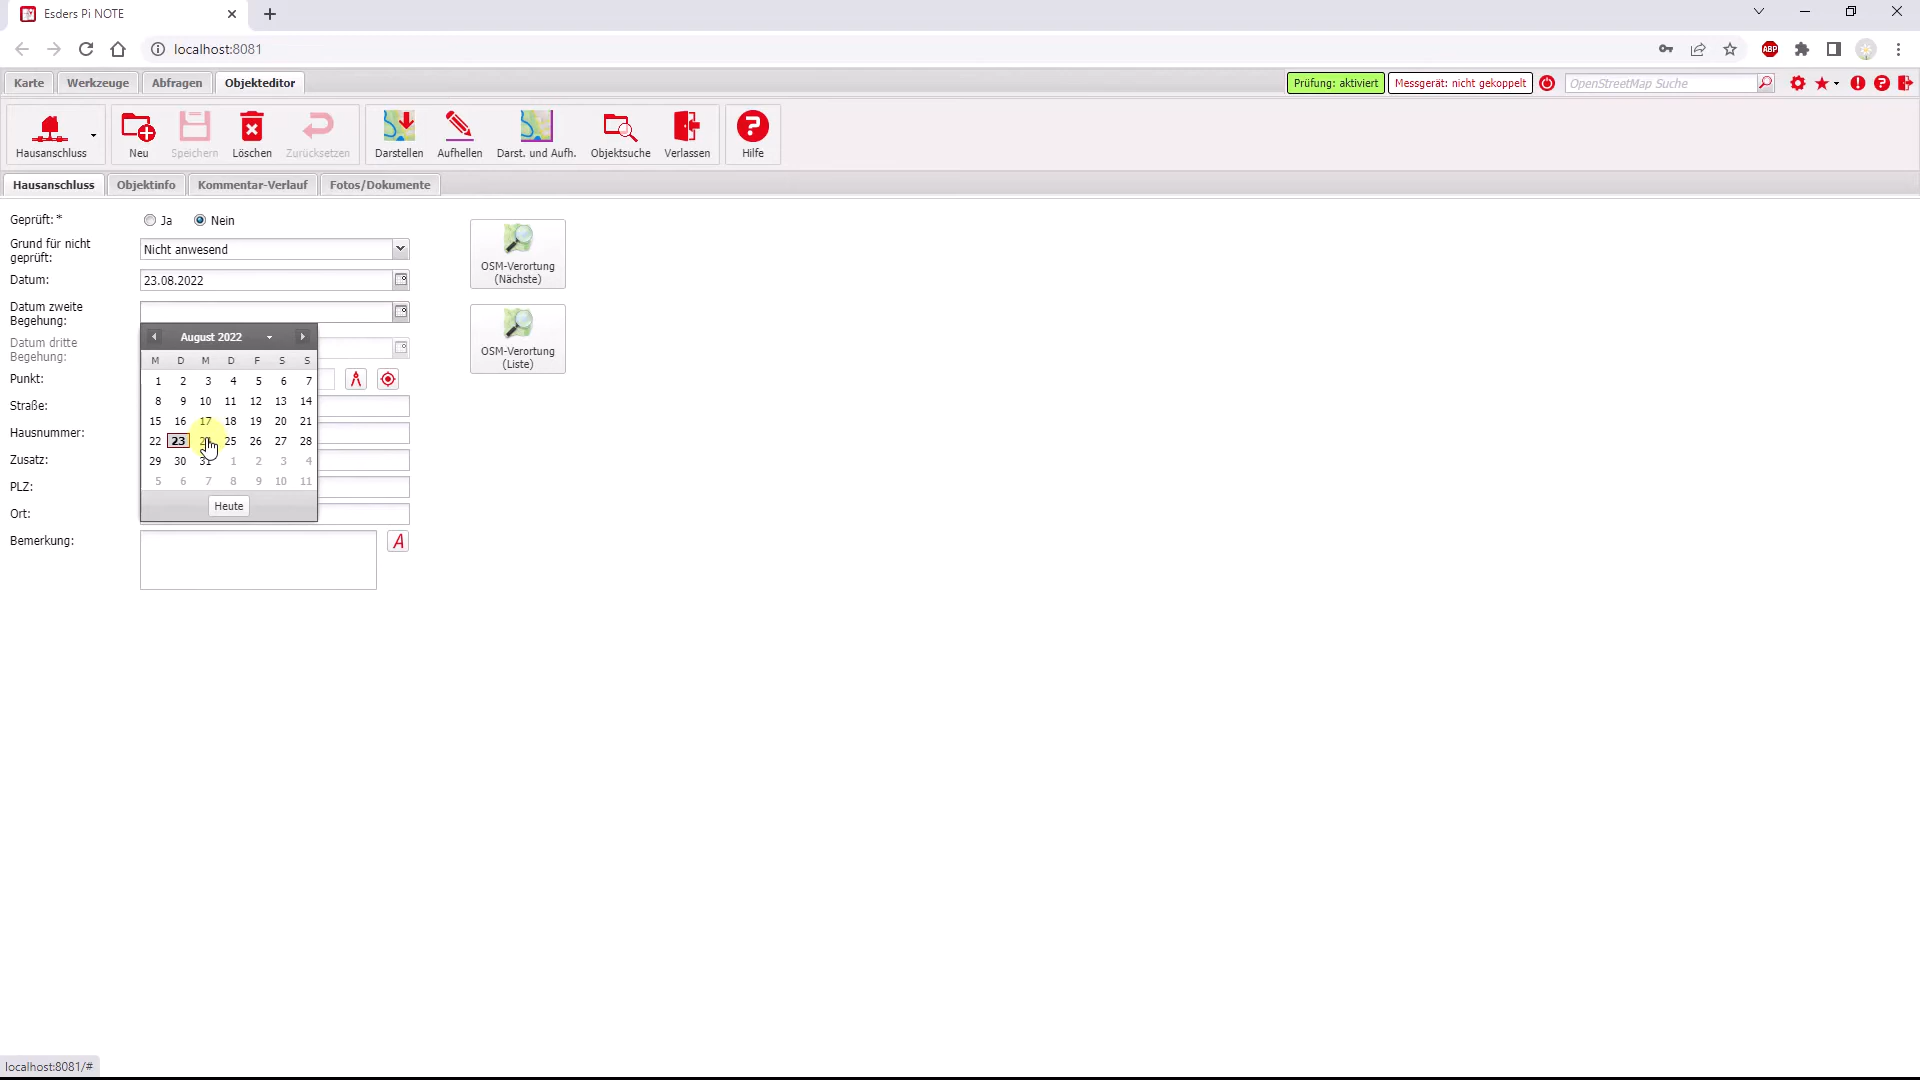 Esders Pi NOTE
localhost:8081
ABP
Karte Werkzeuge Abfragen Objekteditor
Prüfung: aktiviert Messgerät: nicht gekoppelt OpenStreetMap Suche
Hausanschluss Neu Speichern Löschen Zurücksetzen Darstellen Aufhellen Darst. und Aufh. Objektsuche Verlassen Hilfe
Hausanschluss Objektinfo Kommentar-Verlauf Fotos/Dokumente
Geprüft: * Ja Nein
Grund für nicht
geprüft:
Nicht anwesend
OSM-Verortung
(Nächste)
Datum: 23.08.2022
Datum zweite
Begehung:
August 2022
M D M D F S S
1 2 3 4 5 6 7
8 9 10 11 12 13 14
15 16 17 18 19 20 21
22 23 25 26 27 28
29 30 31 1 2 3 4
5 6 7 8 9 10 11
Heute
OSM-Verortung
(Liste)
Datum dritte
Begehung:
Punkt:
Straße:
Hausnummer:
Zusatz:
PLZ:
Ort:
Bemerkung:
A
localhost:8081/#